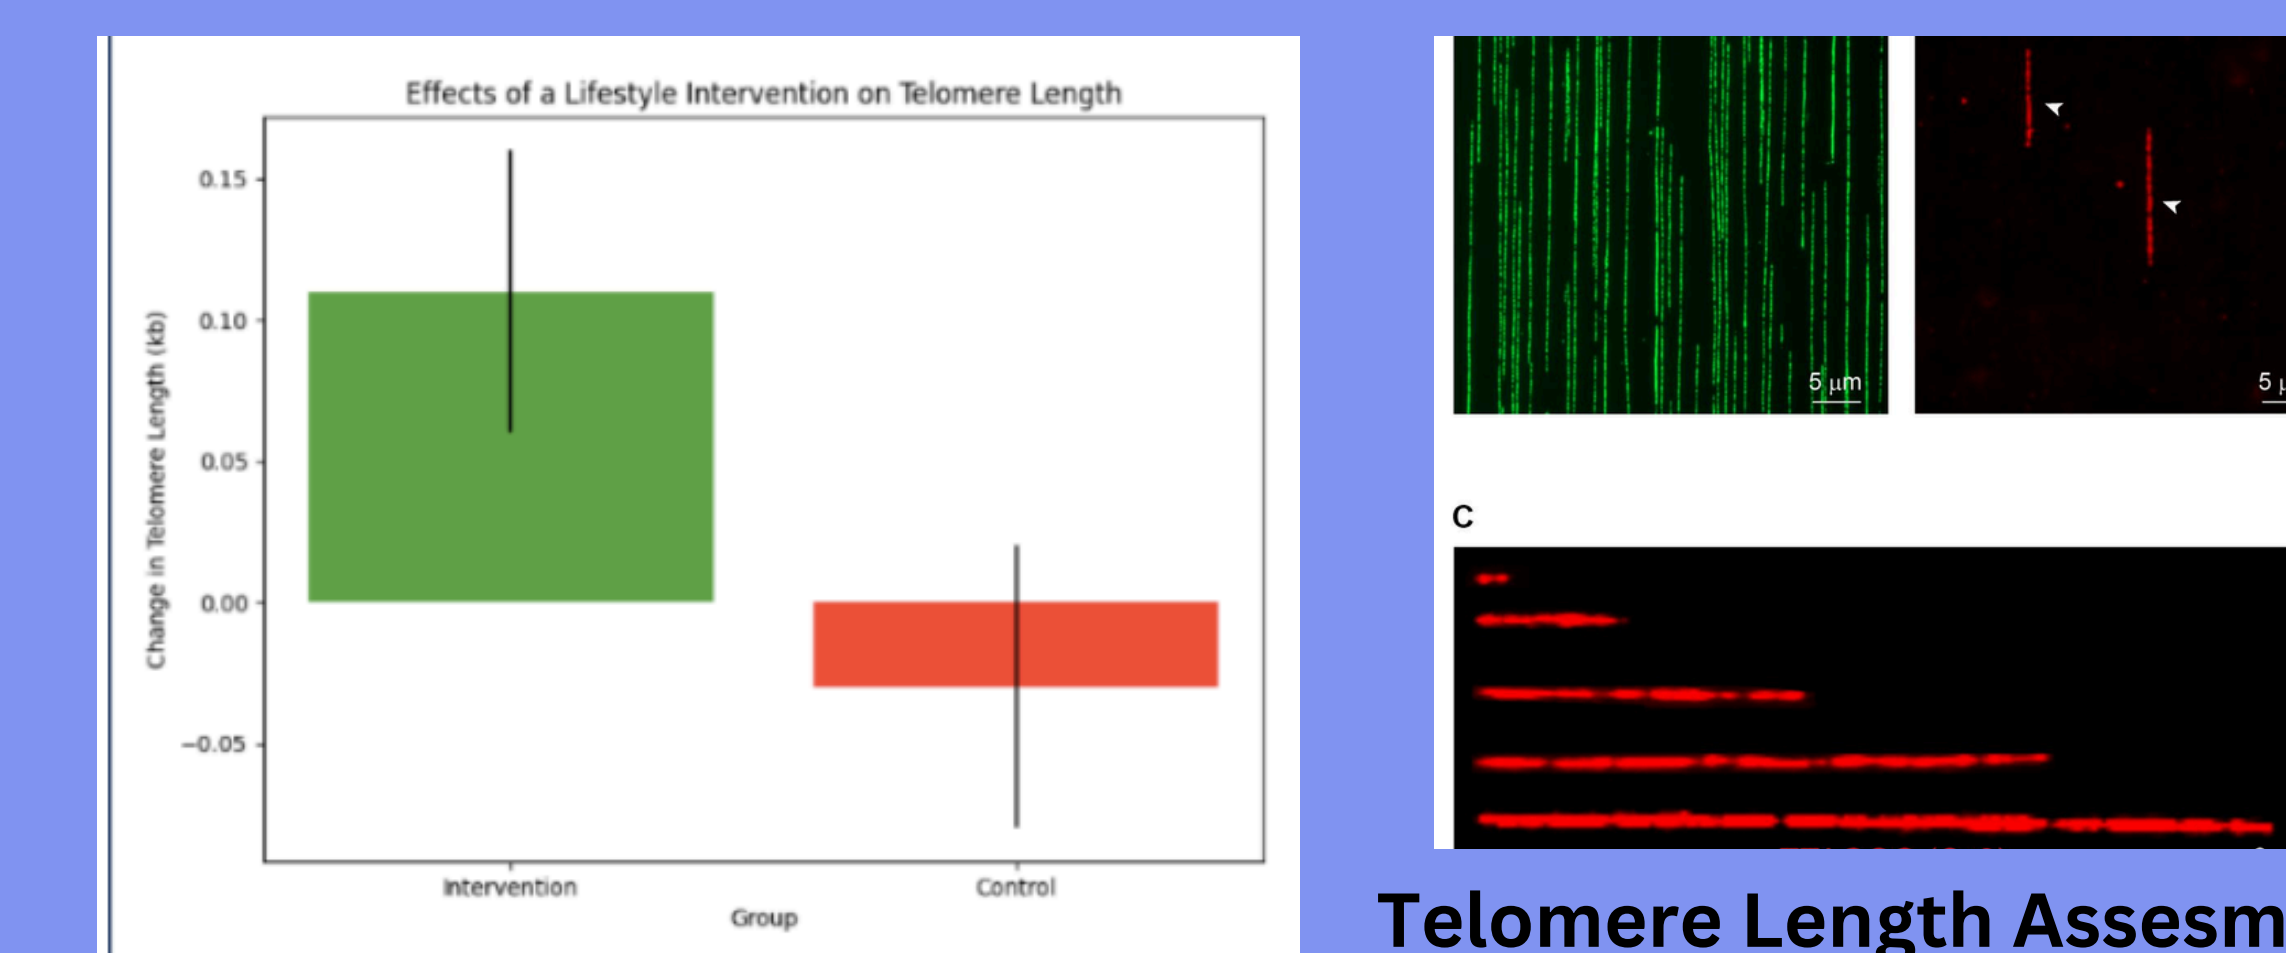 Effects of a Lifestyle Intervention on Telomere Length
Change in Telomere Length (kb)
0.15
0.10
0.05
0.00
−0.05
Intervention
Control
Group
5 μm
5
C
Telomere Length Assesm